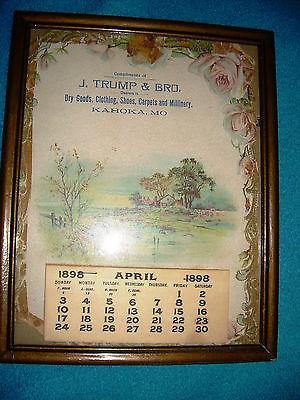 Compliments of
J. TRUMP & BRO.
Dealers in
Dry Goods, Clothing, Shoes, Carpets and Millinery.
KAHOKA, MO
1898 APRIL 1898
SUNDAY MONDAY TUESDAY WEDNESDAY THURSDAY FRIDAY SATURDAY
1 2
3 4 5 6 7 8 9
10 11 12 13 14 15 16
17 18 19 20 21 22 23
24 25 26 27 28 29 30